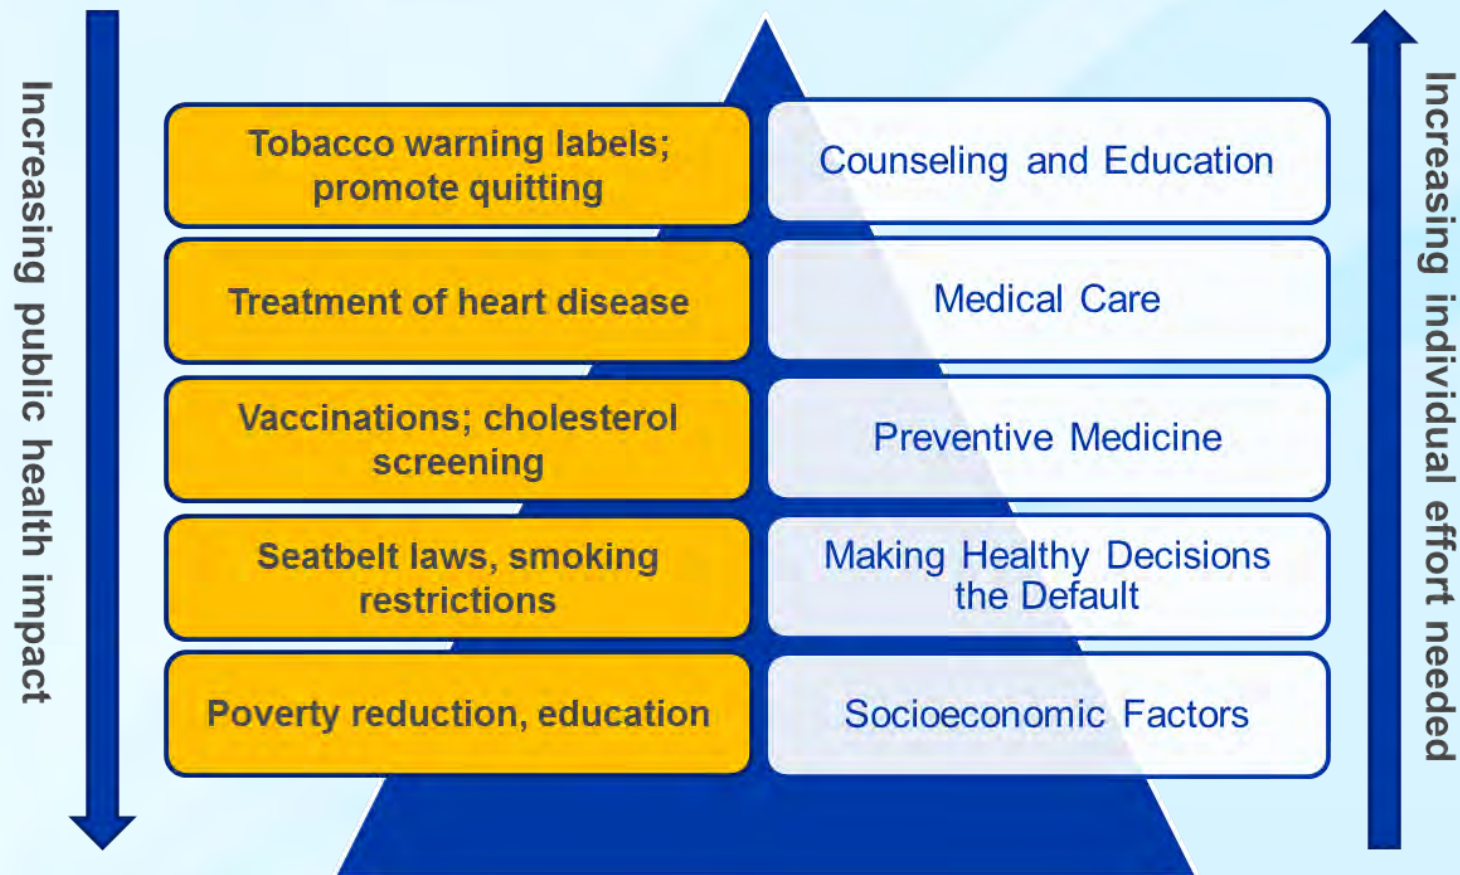 Increasing public health impact
Tobacco warning labels;
promote quitting
Counseling and Education
Treatment of heart disease
Medical Care
Vaccinations; cholesterol
screening
Preventive Medicine
Seatbelt laws, smoking
restrictions
Making Healthy Decisions
the Default
Poverty reduction, education
Socioeconomic Factors
Increasing individual effort needed